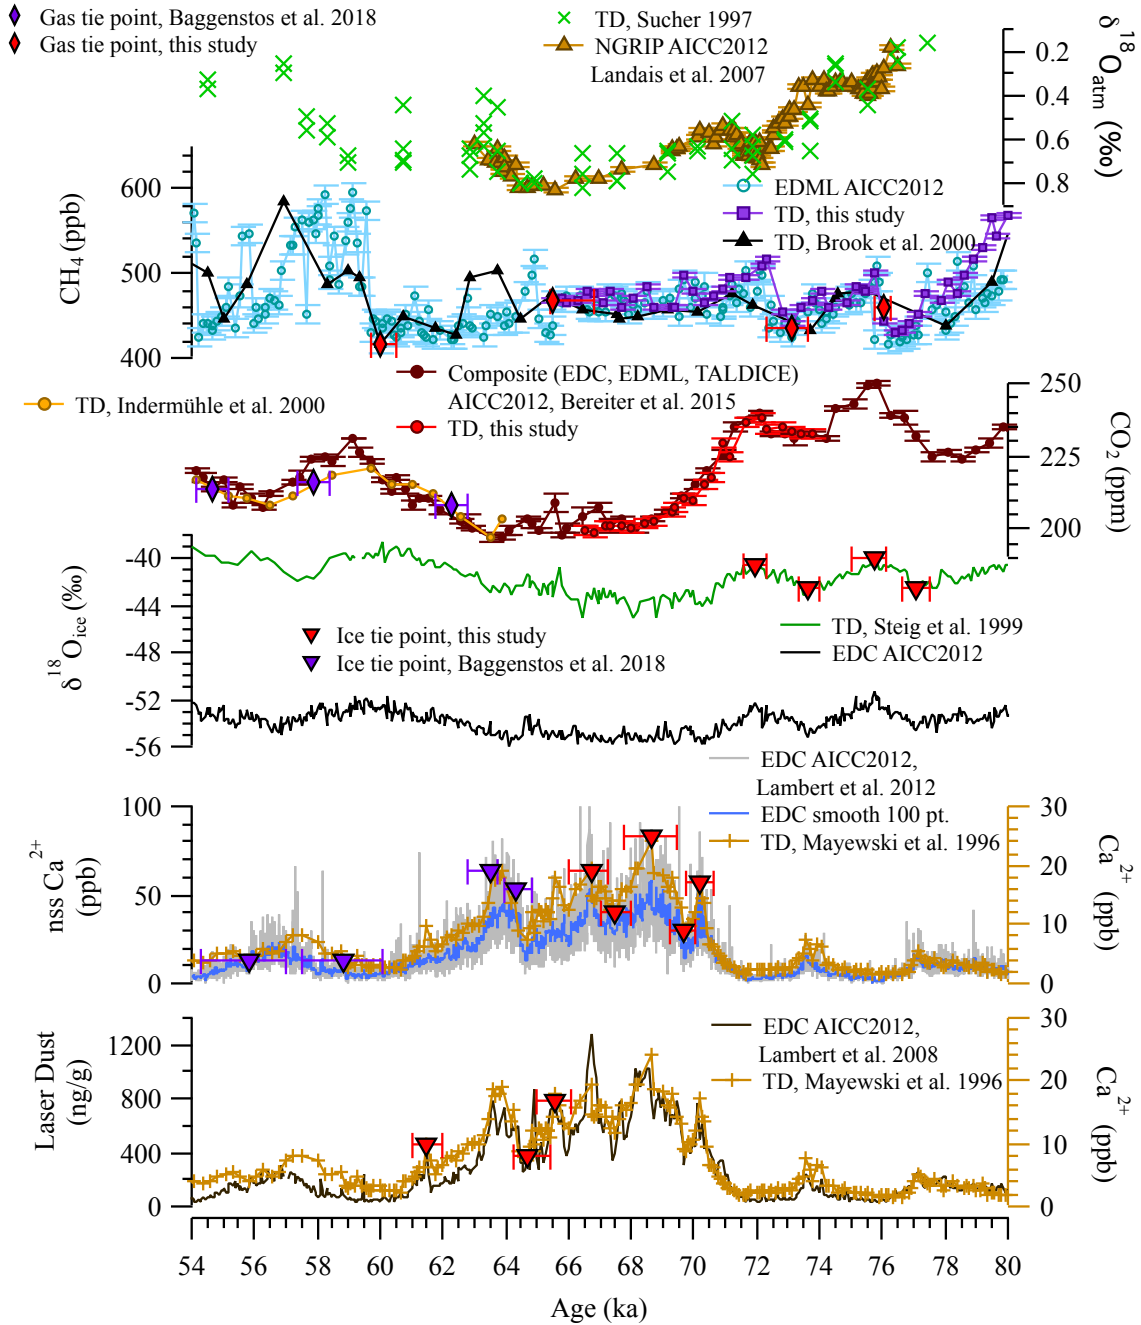 Gas tie point, Baggenstos et al. 2018
Gas tie point, this study
TD, Sucher 1997
NGRIP AICC2012
Landais et al. 2007
0.2
0.4
0.6
0.8
δ18Oatm (‰)
600
500
400
CH4 (ppb)
EDML AICC2012
TD, this study
TD, Brook et al. 2000
Composite (EDC, EDML, TALDICE)
AICC2012, Bereiter et al. 2015
TD, this study
TD, Indermühle et al. 2000
250
225
200
CO2 (ppm)
-40
-44
-48
-52
-56
δ18Oice (‰)
Ice tie point, this study
Ice tie point, Baggenstos et al. 2018
TD, Steig et al. 1999
EDC AICC2012
EDC AICC2012,
Lambert et al. 2012
EDC smooth 100 pt.
TD, Mayewski et al. 1996
100
50
0
nss Ca2+
(ppb)
30
20
10
0
Ca2+
(ppb)
EDC AICC2012,
Lambert et al. 2008
TD, Mayewski et al. 1996
1200
800
400
0
Laser Dust
(ng/g)
30
20
10
0
Ca2+
(ppb)
54 56 58 60 62 64 66 68 70 72 74 76 78 80
Age (ka)